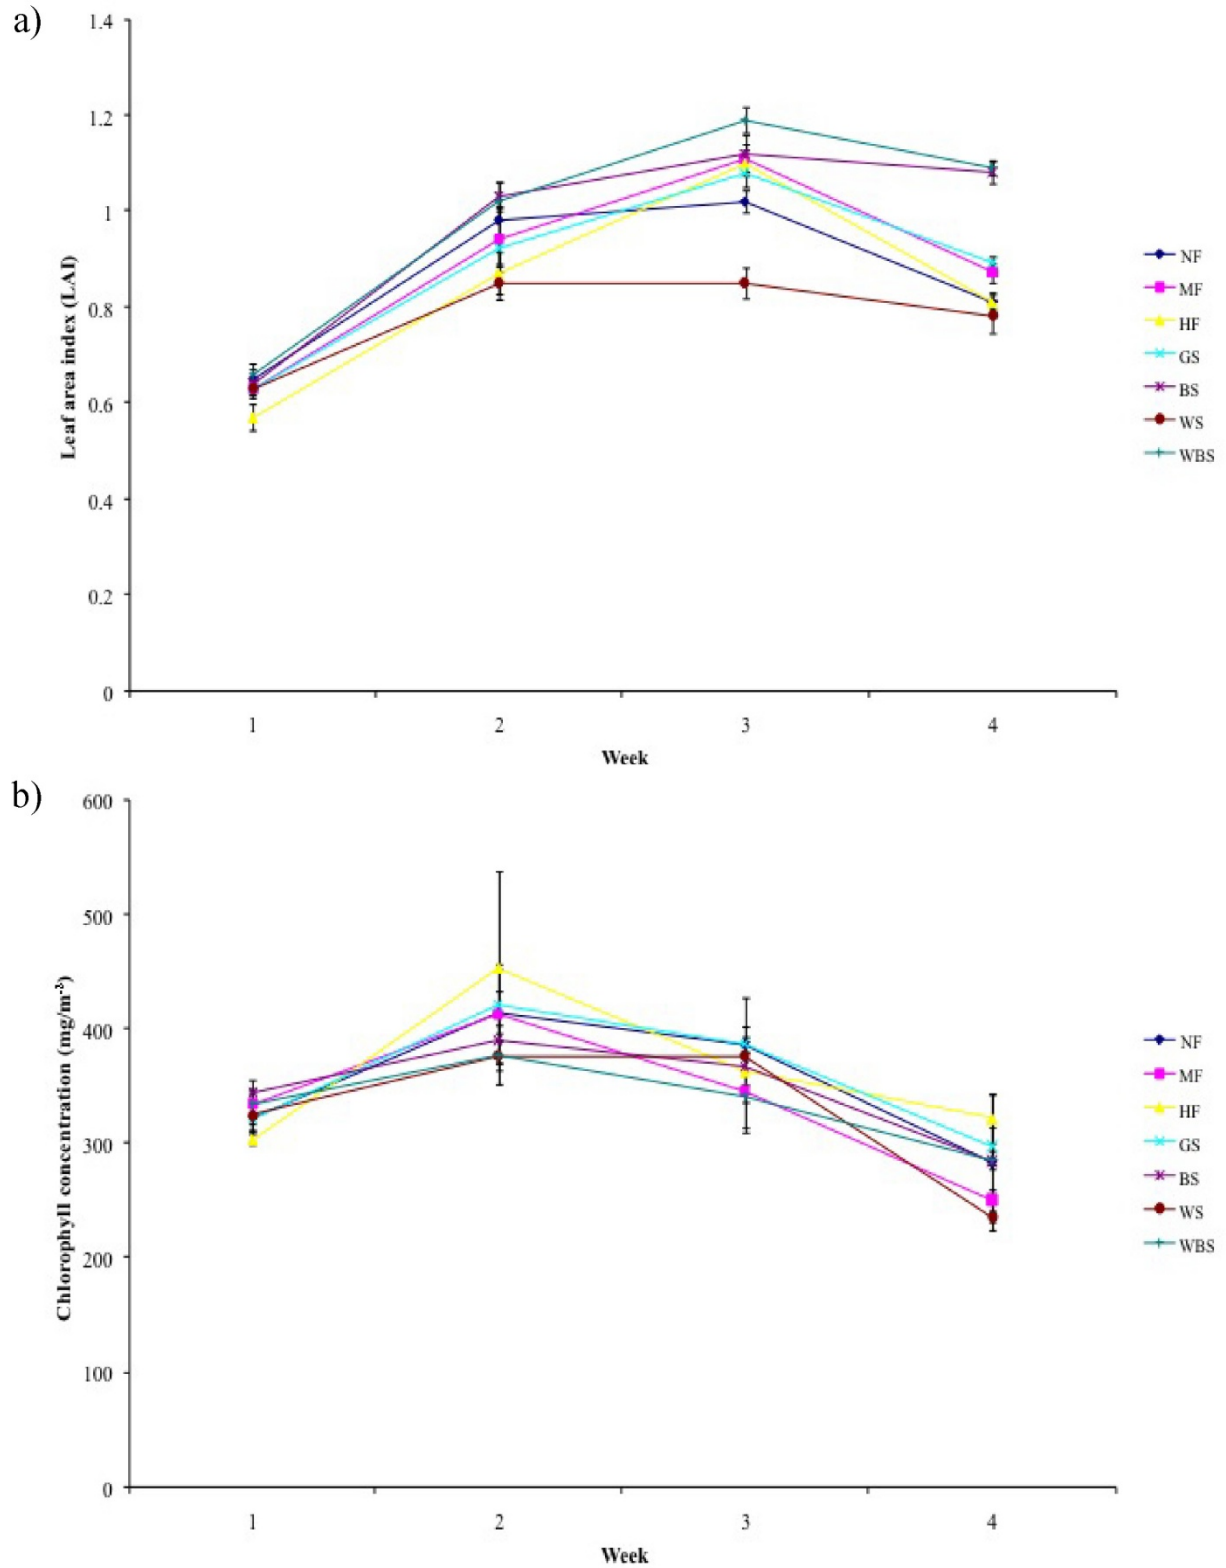 a)
1.4
1.2
1
0.8
0.6
0.4
0.2
0
Leaf area index (LAI)
1 2 3 4
Week
NF
MF
HF
GS
BS
WS
WBS
b)
600
500
400
300
200
100
0
Chlorophyll concentration (mg/m⁻²)
1 2 3 4
Week
NF
MF
HF
GS
BS
WS
WBS